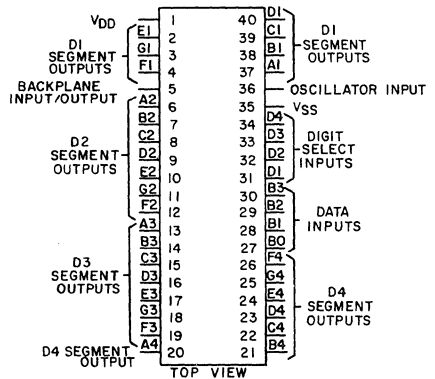 VDD 1 40 D1
E1 2 39 C1
G1 3 38 B1
F1 4 37 A1
D1 SEGMENT OUTPUTS
D1 SEGMENT OUTPUTS
BACKPLANE INPUT/OUTPUT 5 36 OSCILLATOR INPUT
A2 6 35 VSS
B2 7 34 D4
C2 8 33 D3
D2 9 32 D2
E2 10 31 D1
D2 SEGMENT OUTPUTS
DIGIT SELECT INPUTS
G2 11 30 B3
F2 12 29 B2
A3 13 28 B1
B3 14 27 B0
DATA INPUTS
C3 15 26 F4
D3 16 25 G4
E3 17 24 E4
G3 18 23 D4
F3 19 22 C4
D3 SEGMENT OUTPUTS
D4 SEGMENT OUTPUTS
D4 SEGMENT OUTPUT A4 20 21 B4
TOP VIEW